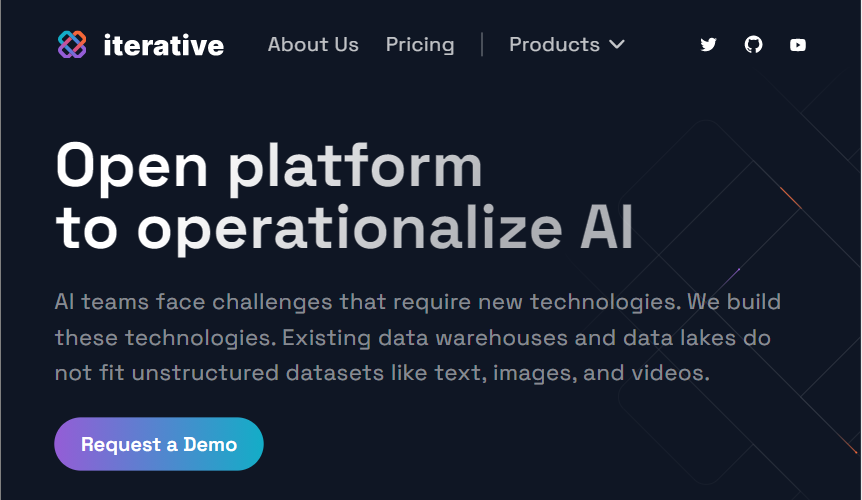 iterative About Us Pricing Products
Open platform
to operationalize AI
AI teams face challenges that require new technologies. We build
these technologies. Existing data warehouses and data lakes do
not fit unstructured datasets like text, images, and videos.
Request a Demo